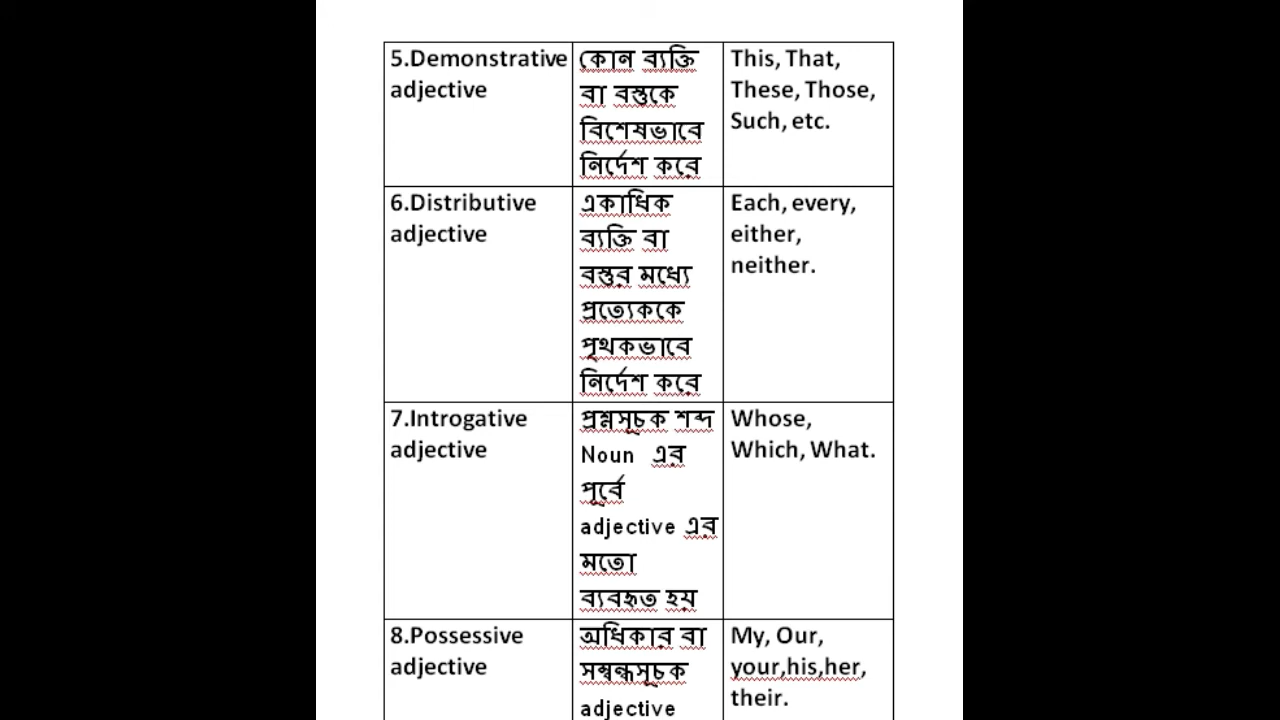 5.Demonstrative
adjective
কোন ব্যক্তি
বা বস্তুকে
বিশেষভাবে
নির্দেশ করে
This, That,
These, Those,
Such, etc.
6.Distributive
adjective
একাধিক
ব্যক্তি বা
বস্তুর মধ্যে
প্রত্যেককে
পৃথকভাবে
নির্দেশ করে
Each, every,
either,
neither.
7.Introgative
adjective
প্রশ্নসূচক শব্দ
Noun এর
পূর্বে
adjective এর
মতো
ব্যবহৃত হয়
Whose,
Which, What.
8.Possessive
adjective
অধিকার বা
সম্বন্ধসূচক
adjective
My, Our,
your,his,her,
their.